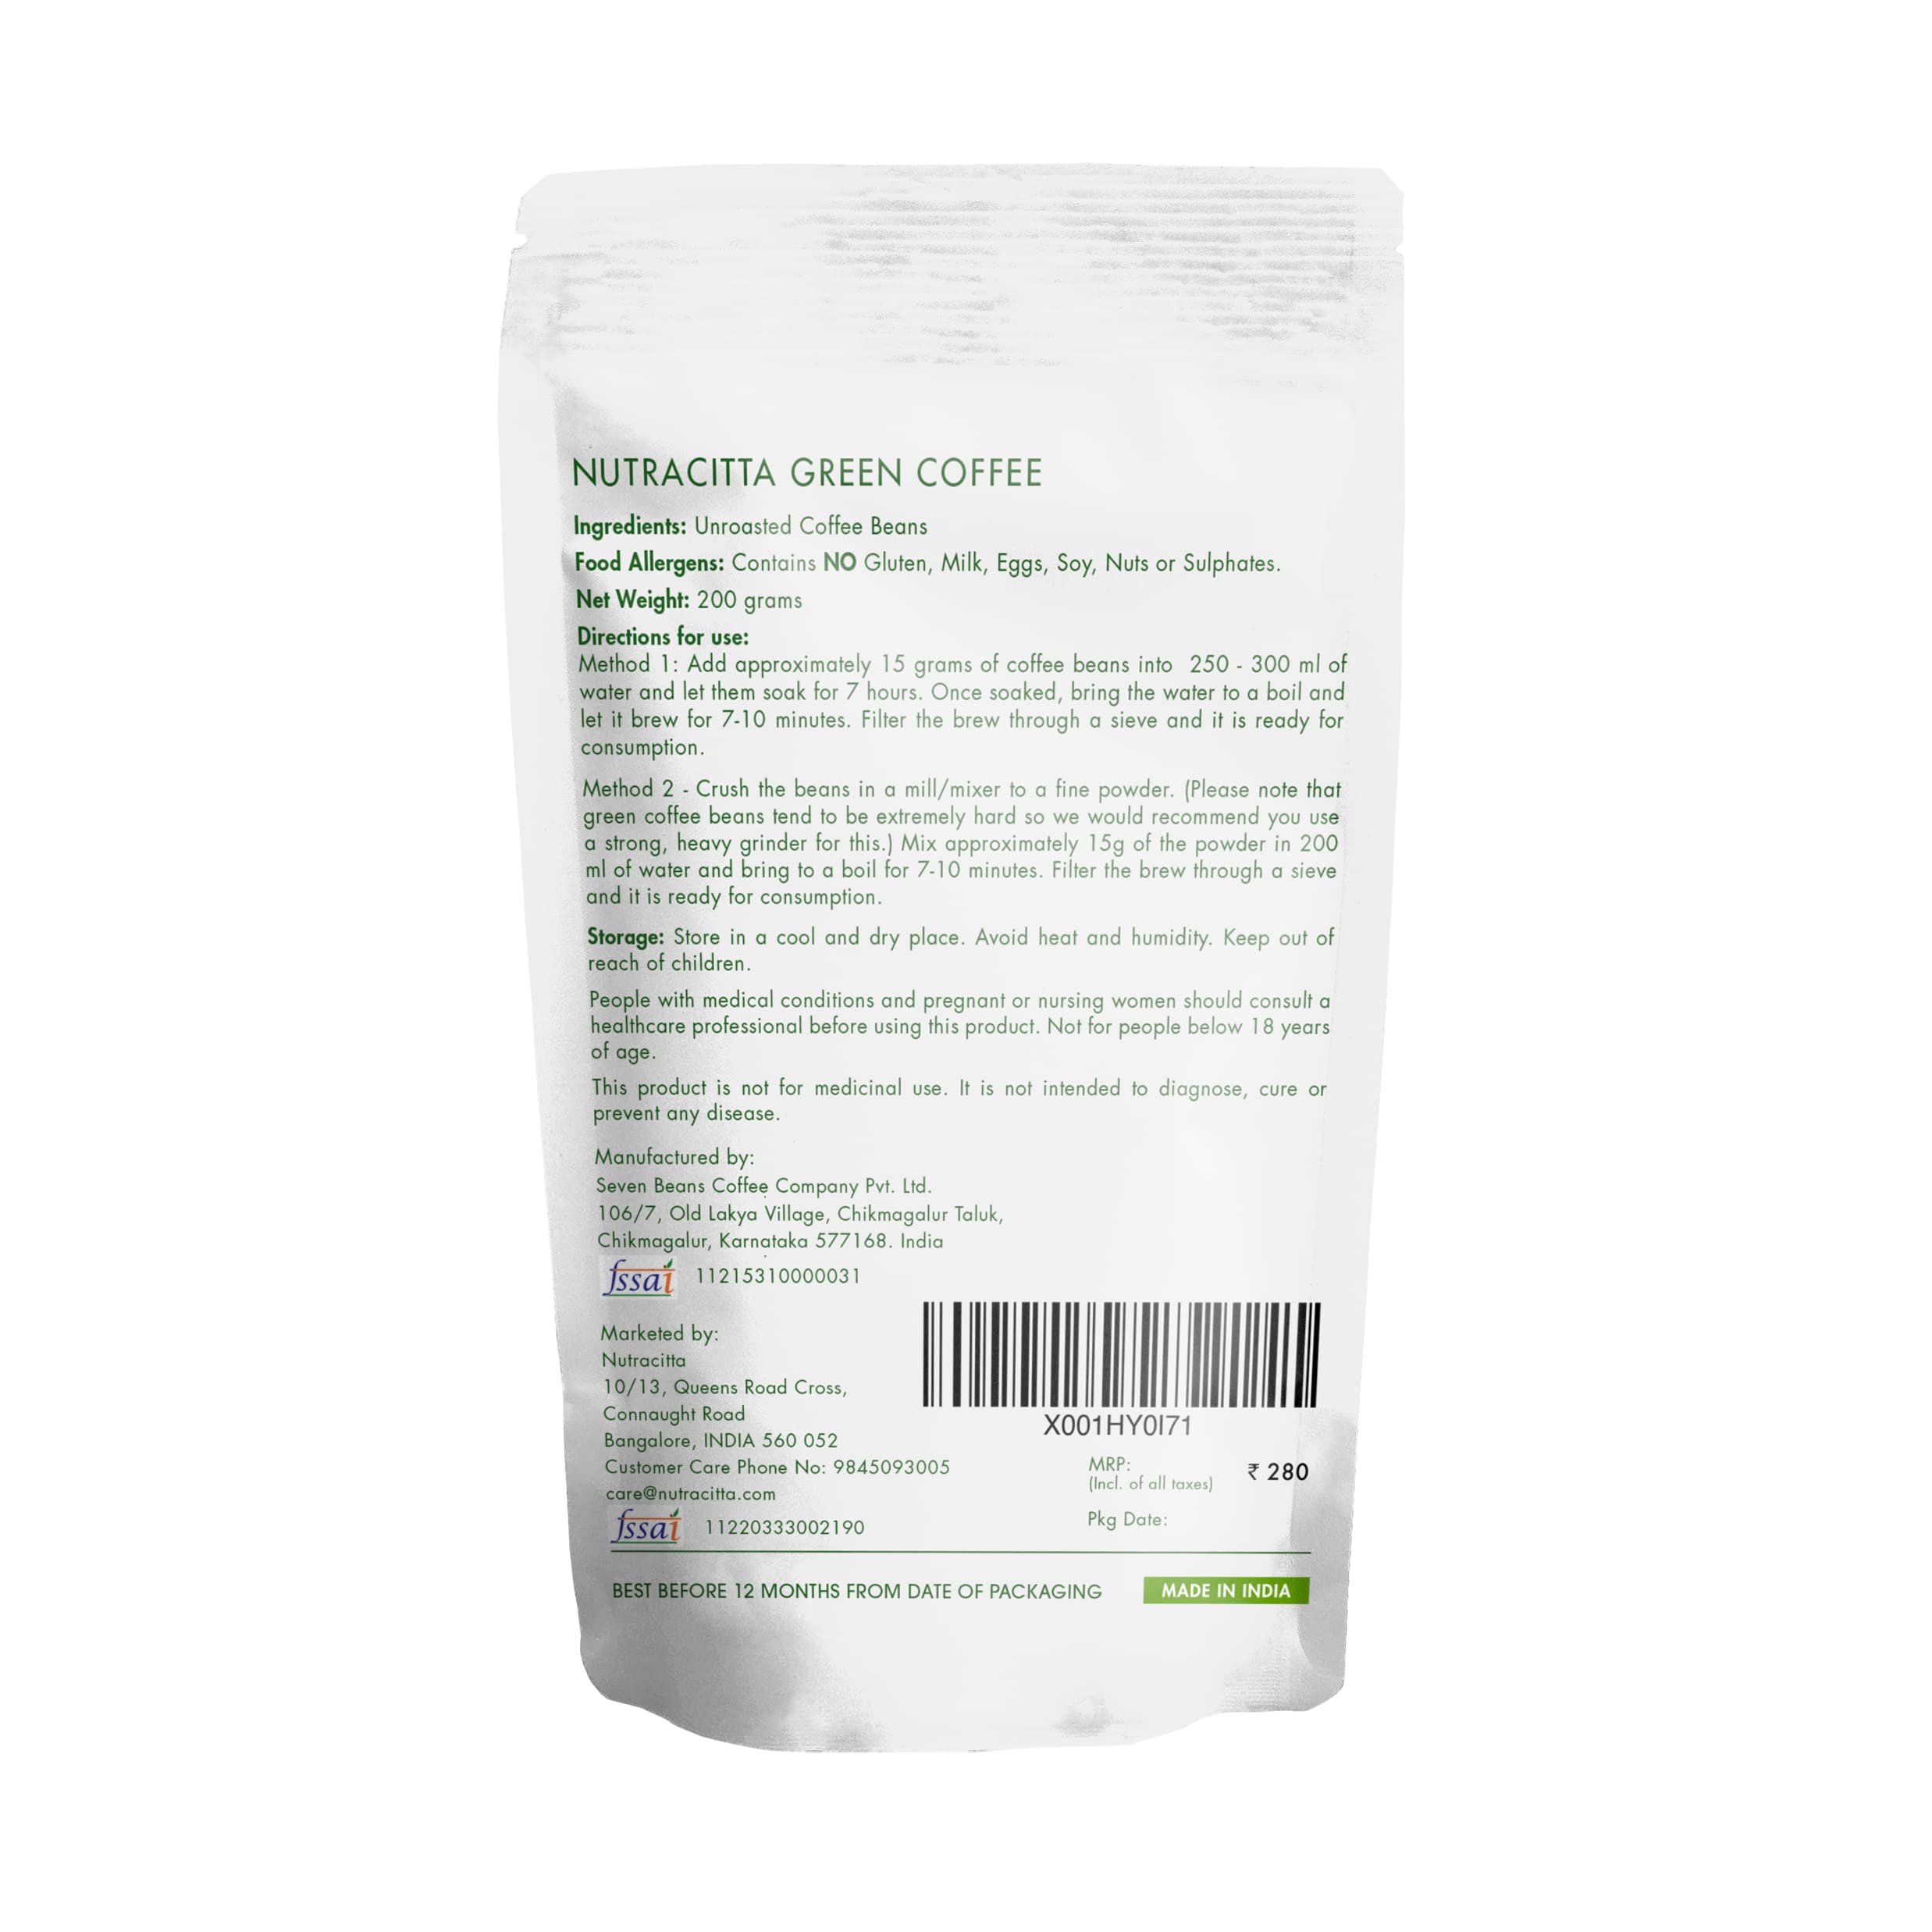 NUTRACITTA GREEN COFFEE
Ingredients: Unroasted Coffee Beans
Food Allergens: Contains NO Gluten, Milk, Eggs, Soy, Nuts or Sulphates.
Net Weight: 200 grams
Directions for use:
Method 1: Add approximately 15 grams of coffee beans into 250 - 300 ml of
water and let them soak for 7 hours. Once soaked, bring the water to a boil and
let it brew for 7-10 minutes. Filter the brew through a sieve and it is ready for
consumption.
Method 2 - Crush the beans in a mill/mixer to a fine powder. (Please note that
green coffee beans tend to be extremely hard so we would recommend you use
a strong, heavy grinder for this.) Mix approximately 15g of the powder in 200
ml of water and bring to a boil for 7-10 minutes. Filter the brew through a sieve
and it is ready for consumption.
Storage: Store in a cool and dry place. Avoid heat and humidity. Keep out of
reach of children.
People with medical conditions and pregnant or nursing women should consult a
healthcare professional before using this product. Not for people below 18 years
of age.
This product is not for medicinal use. It is not intended to diagnose, cure or
prevent any disease.
Manufactured by:
Seven Beans Coffee Company Pvt. Ltd.
106/7, Old Lakya Village, Chikmagalur Taluk,
Chikmagalur, Karnataka 577168. India
fssai 11215310000031
Marketed by:
Nutracitta
10/13, Queens Road Cross,
Connaught Road
Bangalore, INDIA 560 052
Customer Care Phone No: 9845093005
care@nutracitta.com
fssai 11220333002190
X001HY0I71
MRP: ₹ 280
(Incl. of all taxes)
Pkg Date:
BEST BEFORE 12 MONTHS FROM DATE OF PACKAGING
MADE IN INDIA